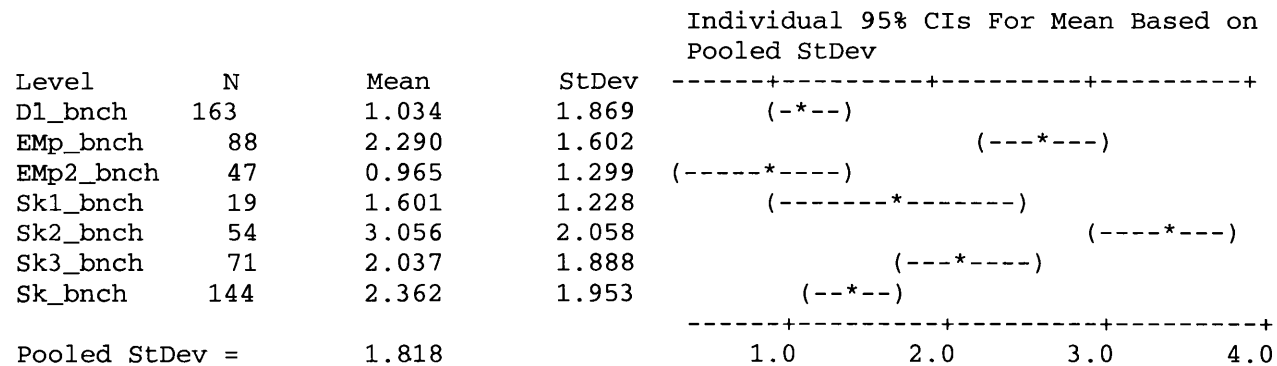 Individual 95% CIs For Mean Based on
Pooled StDev
Level N Mean StDev ------+---------+---------+---------+
Dl_bnch 163 1.034 1.869 (-*--)
EMp_bnch 88 2.290 1.602 (---*---)
EMp2_bnch 47 0.965 1.299 (-----*----)
Sk1_bnch 19 1.601 1.228 (-------*-------)
Sk2_bnch 54 3.056 2.058 (----*---)
Sk3_bnch 71 2.037 1.888 (---*----)
Sk_bnch 144 2.362 1.953 (--*--)
------+---------+---------+---------+
Pooled StDev = 1.818 1.0 2.0 3.0 4.0